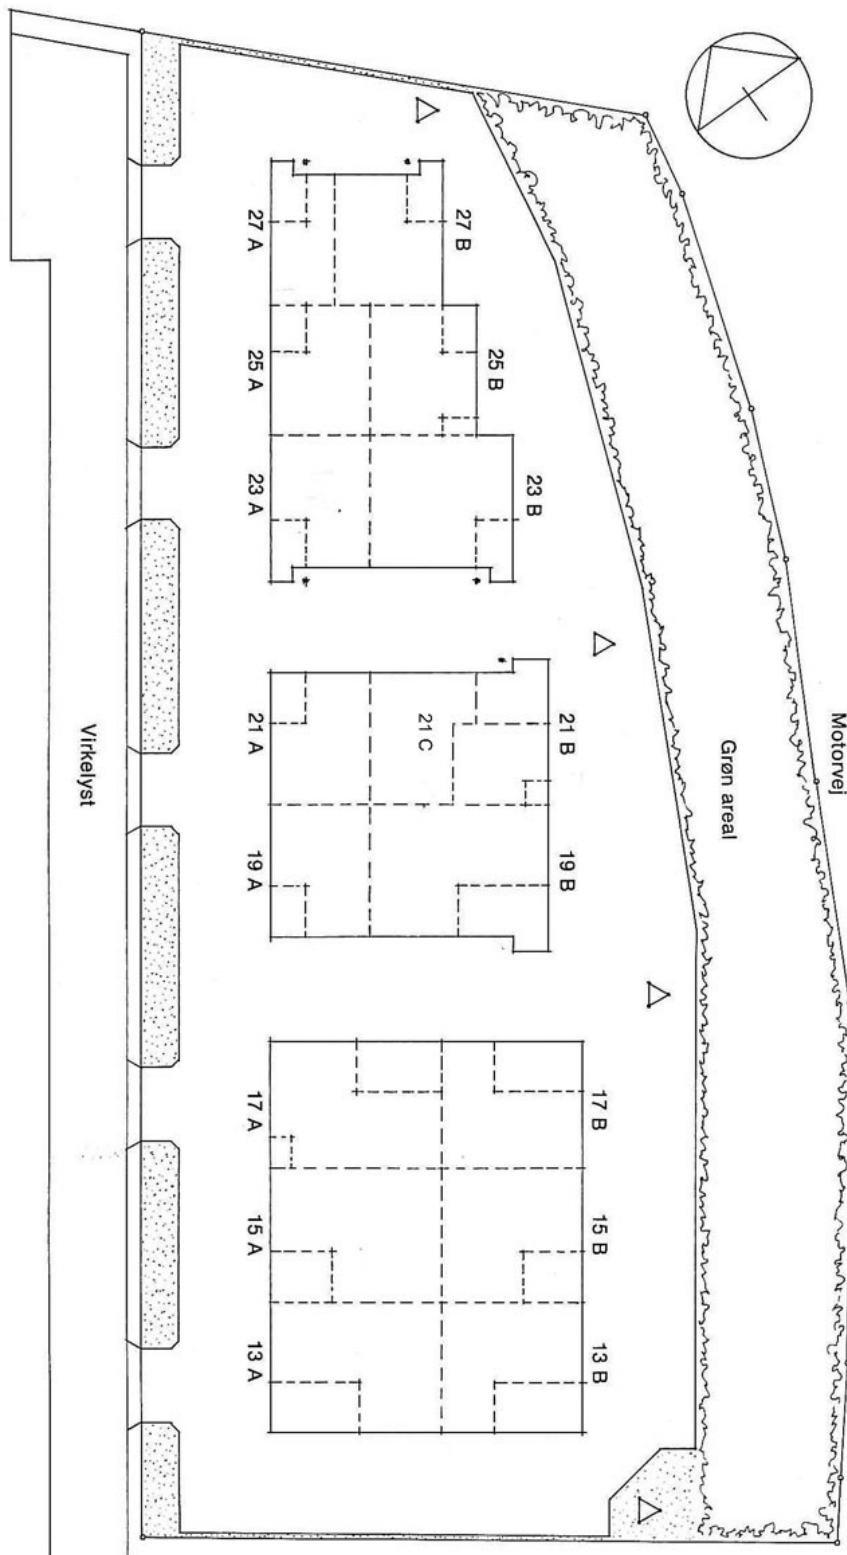 27 A
27 B
25 A
25 B
23 A
23 B
21 A
21 C
21 B
19 A
19 B
17 A
17 B
15 A
15 B
13 A
13 B
Virkelyst
Grøn areal
Motorvej